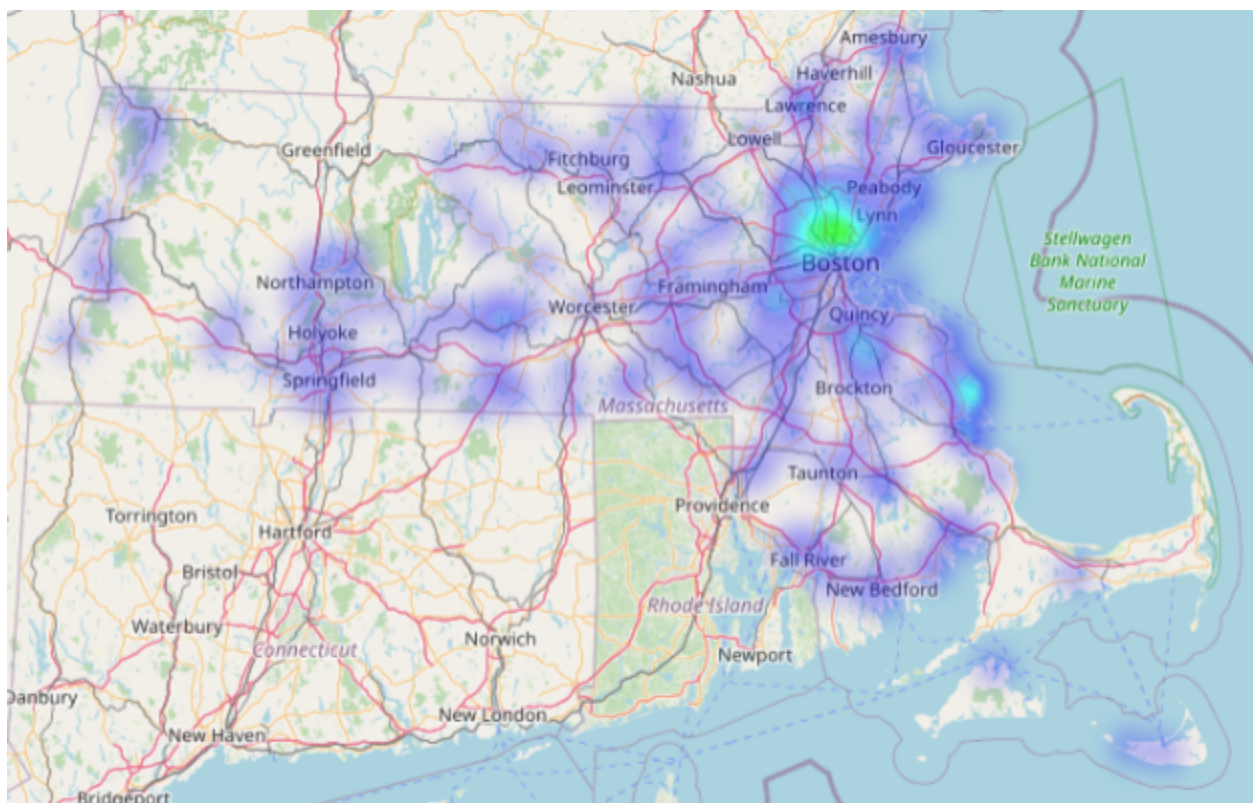 Amesbury
Haverhill
Nashua
Lawrence
Lowell
Gloucester
Greenfield
Fitchburg
Leominster
Peabody
Lynn
Boston
Stellwagen
Bank National
Marine
Sanctuary
Northampton
Framingham
Worcester
Quincy
Holyoke
Springfield
Brockton
Massachusetts
Taunton
Providence
Torrington
Hartford
Fall River
Bristol
New Bedford
Rhode Island
Waterbury
Norwich
Connecticut
Newport
Danbury
New London
New Haven
Bridgeport